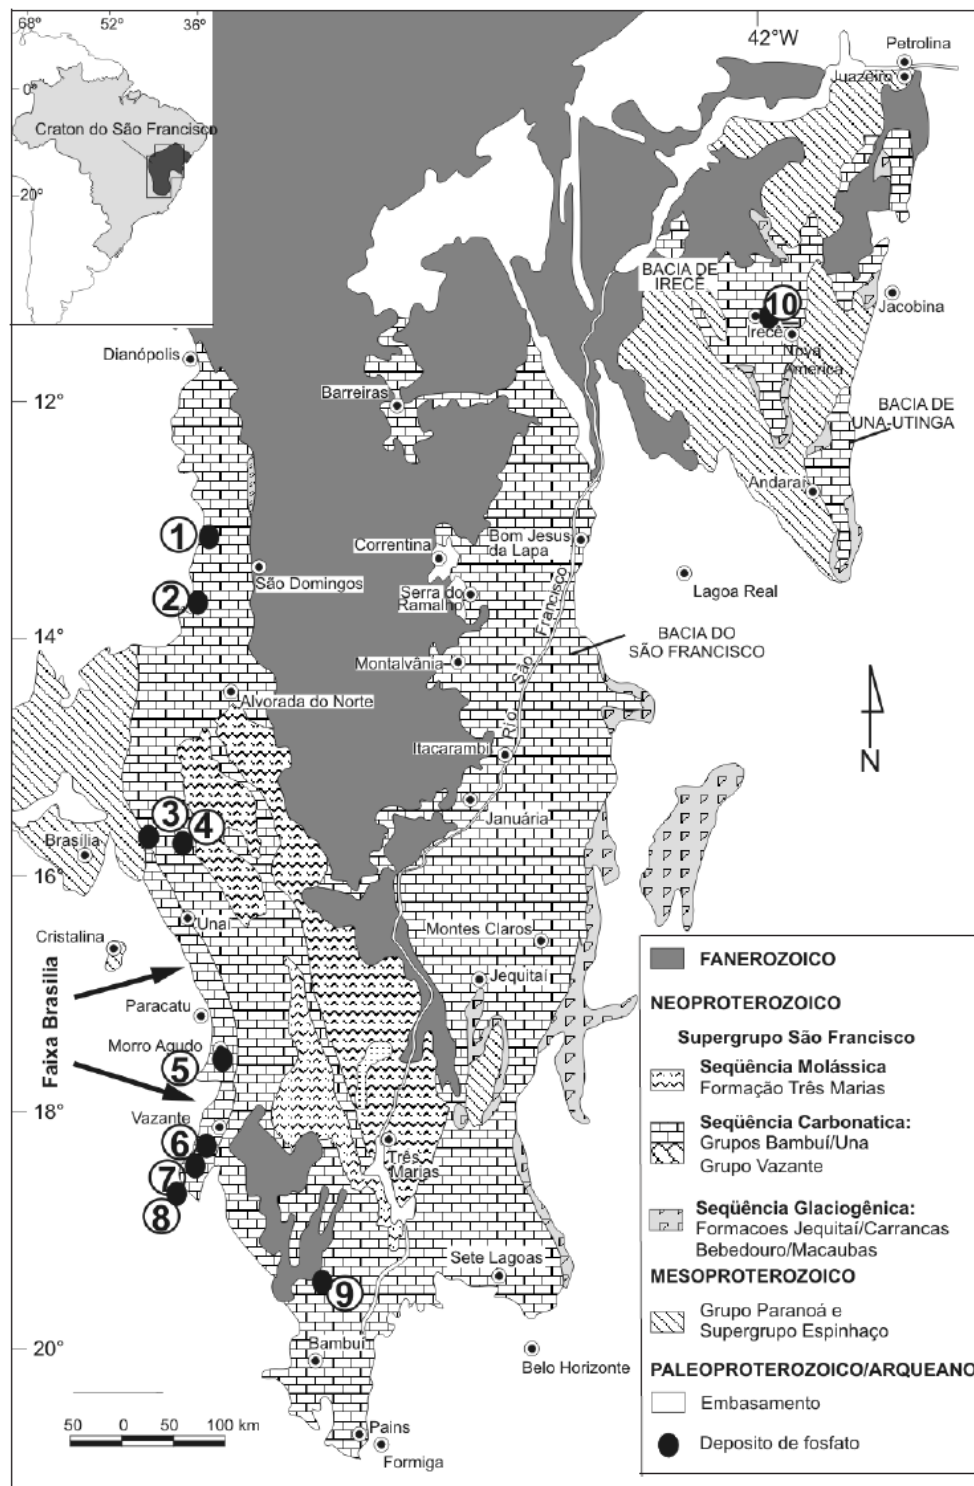 68°
52°
36°
0°
Craton do São Francisco
20°
42°W
Petrolina
Juazeiro
BACIA DE
IRECÊ
10
Jacobina
Irecê
Nova
América
Dianópolis
12°
Barreiras
BACIA DE
UNA-UTINGA
Andaraí
1
Correntina
Bom Jesus
da Lapa
São Domingos
Serra do
Ramalho
Lagoa Real
2
Rio São Francisco
14°
BACIA DO
SÃO FRANCISCO
Montalvânia
Alvorada do Norte
Itacarambi
N
3
4
Januária
Brasília
16°
Unaí
Cristalina
Montes Claros
Jequitaí
Faixa Brasilia
Paracatu
Morro Agudo
5
18°
Vazante
6
7
8
Três
Marias
Sete Lagoas
9
20°
Bambuí
Belo Horizonte
50 0 50 100 km
Pains
Formiga
FANEROZOICO
NEOPROTEROZOICO
Supergrupo São Francisco
Seqüência Molássica
Formação Três Marias
Seqüência Carbonatica:
Grupos Bambuí/Una
Grupo Vazante
Seqüência Glaciogênica:
Formacoes Jequitaí/Carrancas
Bebedouro/Macaubas
MESOPROTEROZOICO
Grupo Paranoá e
Supergrupo Espinhaço
PALEOPROTEROZOICO/ARQUEANO
Embasamento
Deposito de fosfato